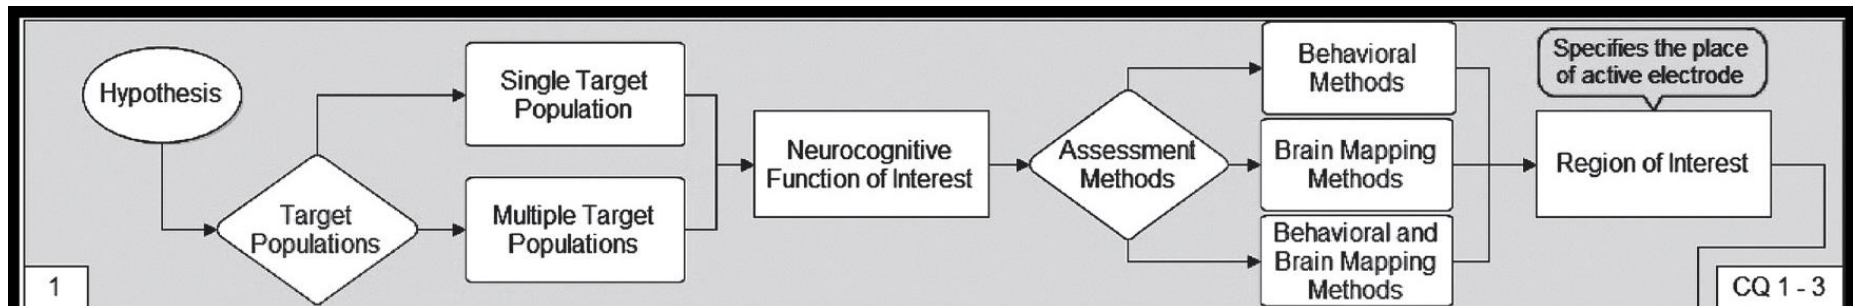 Hypothesis
Target
Populations
Single Target
Population
Multiple Target
Populations
Neurocognitive
Function of Interest
Assessment
Methods
Behavioral
Methods
Brain Mapping
Methods
Behavioral and
Brain Mapping
Methods
Specifies the place
of active electrode
Region of Interest
1
CQ 1 - 3